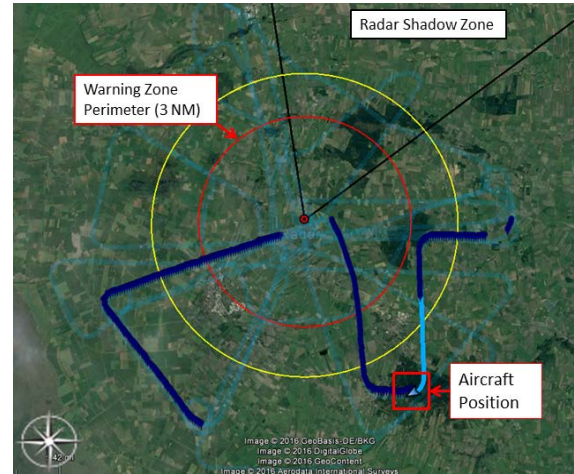 Radar Shadow Zone
Warning Zone
Perimeter (3 NM)
Aircraft
Position
Image © 2016 GeoBasis-DE/BKG
Image © 2016 DigitalGlobe
Image © 2016 GeoContent
Image © 2016 Aerodata International Surveys